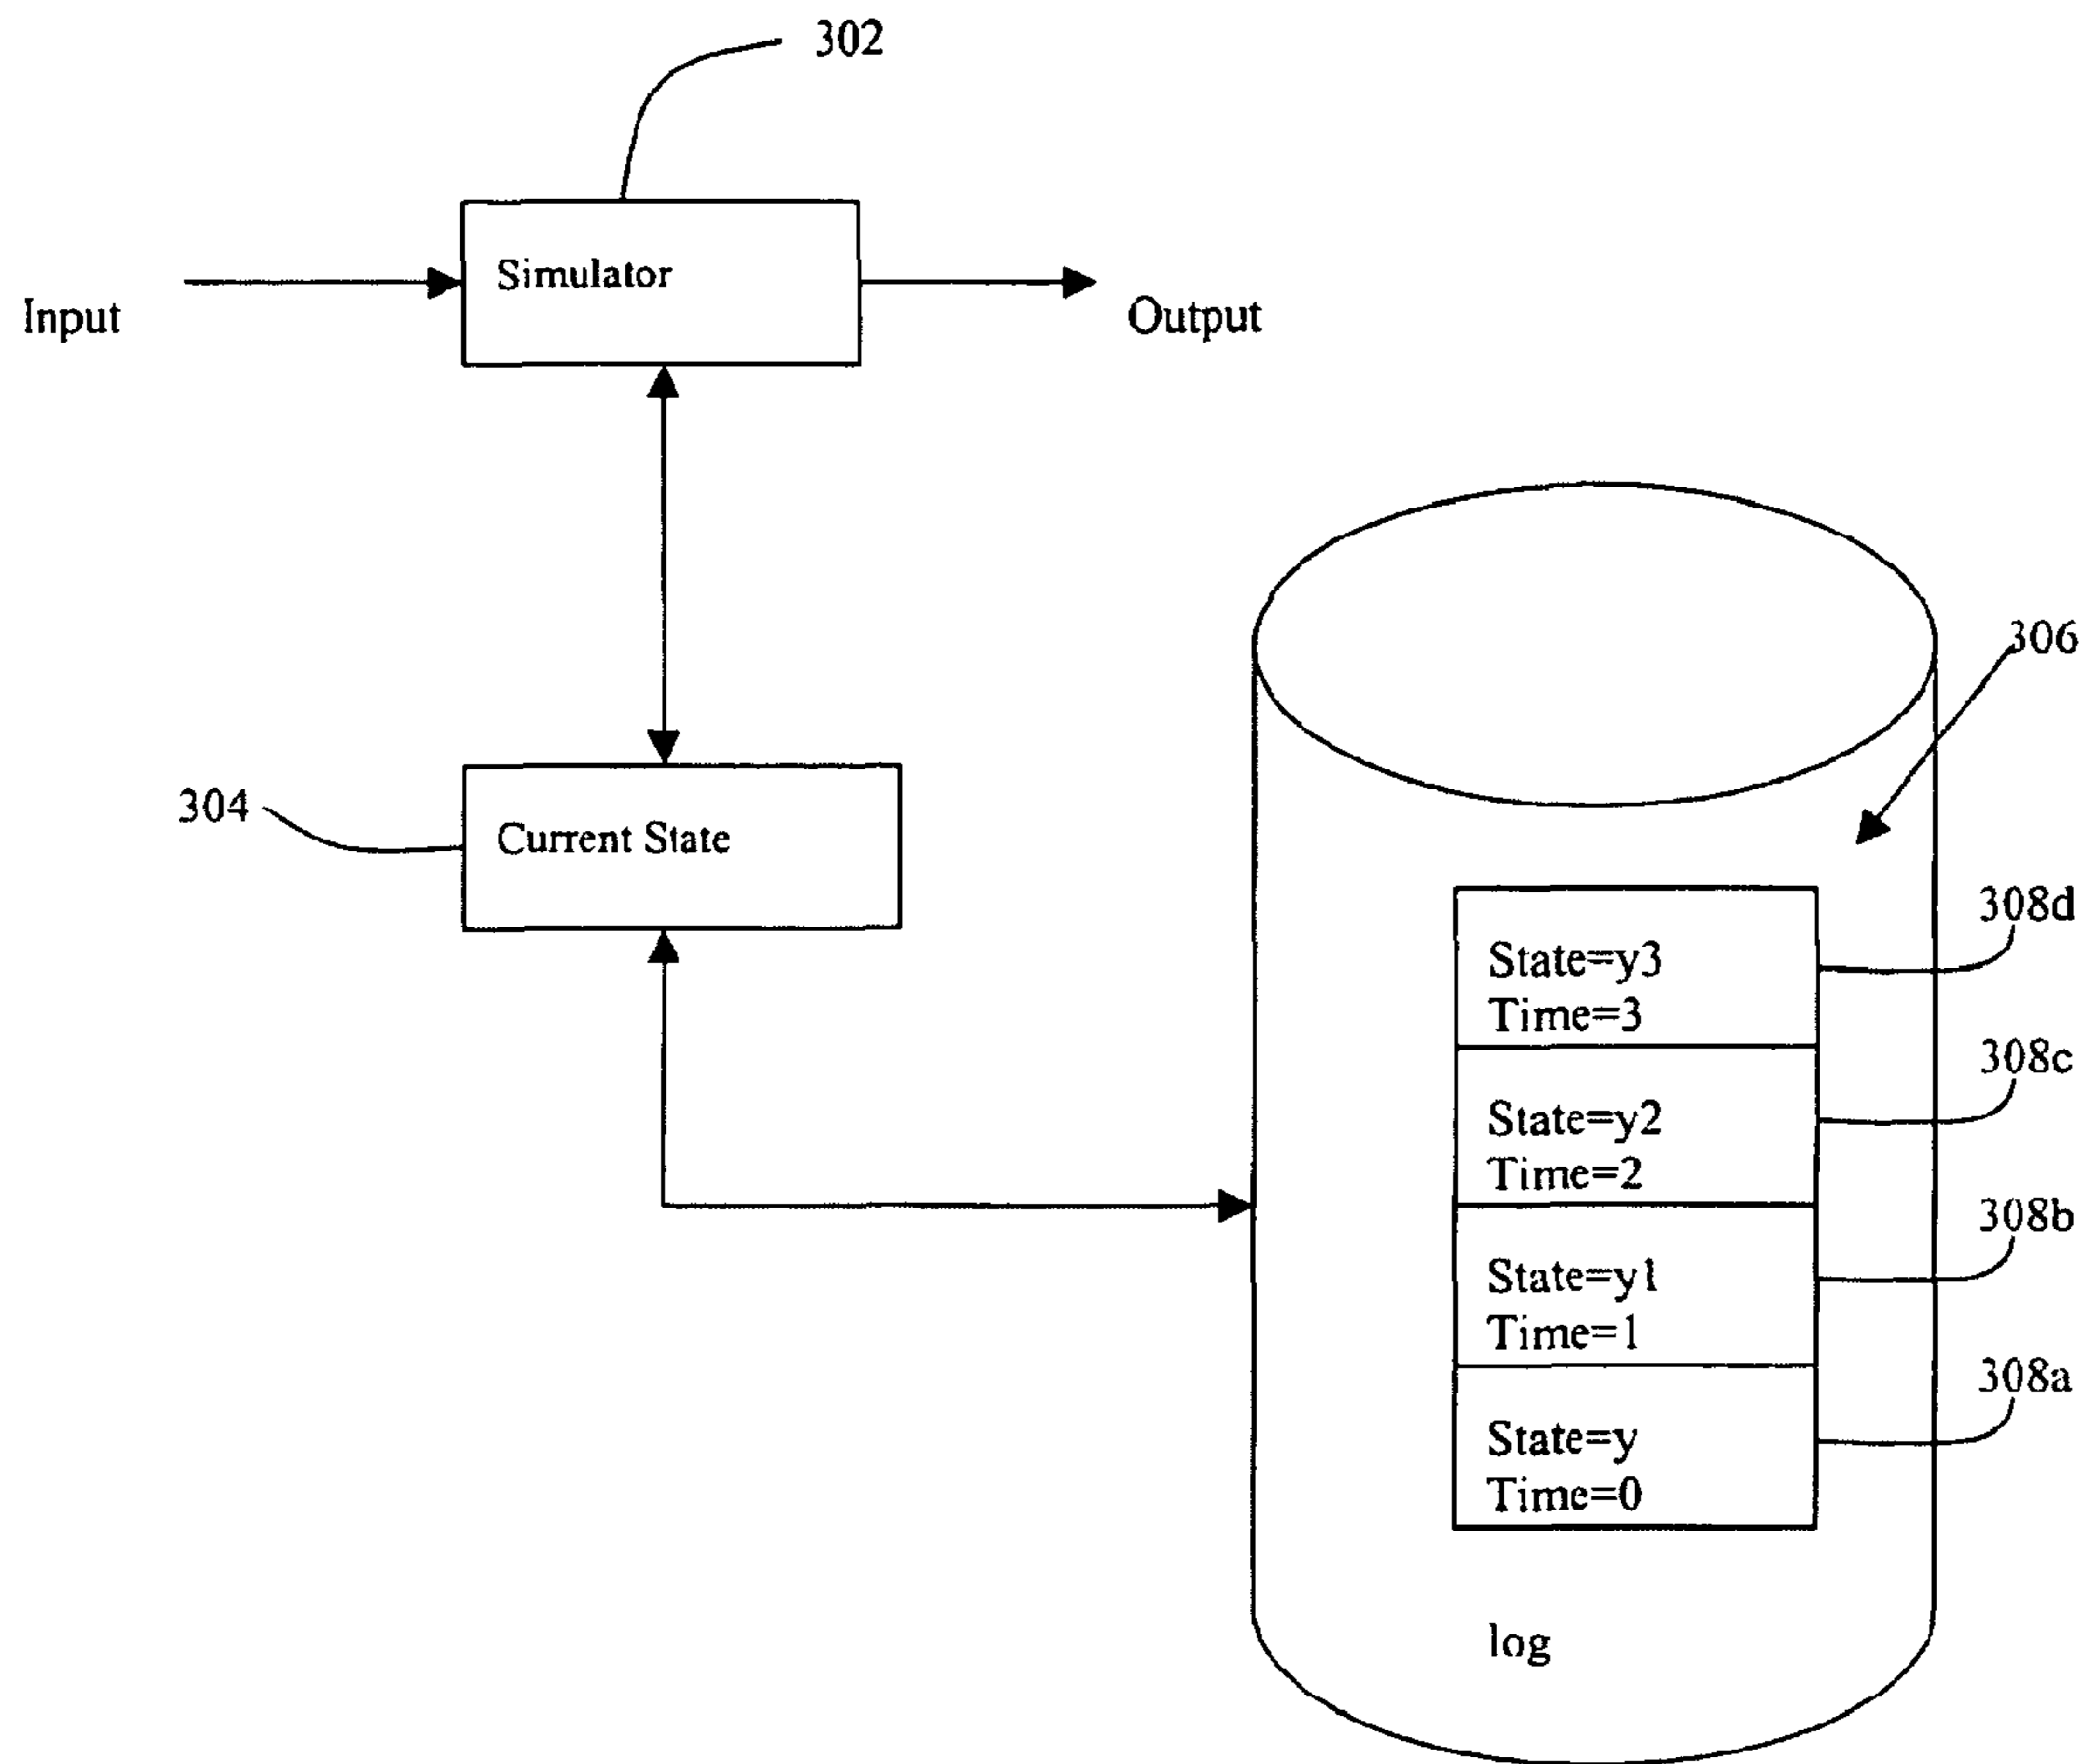 302
Simulator
Input
Output
306
304
Current State
308d
State=y3
Time=3
308c
State=y2
Time=2
308b
State=y1
Time=1
308a
State=y
Time=0
log